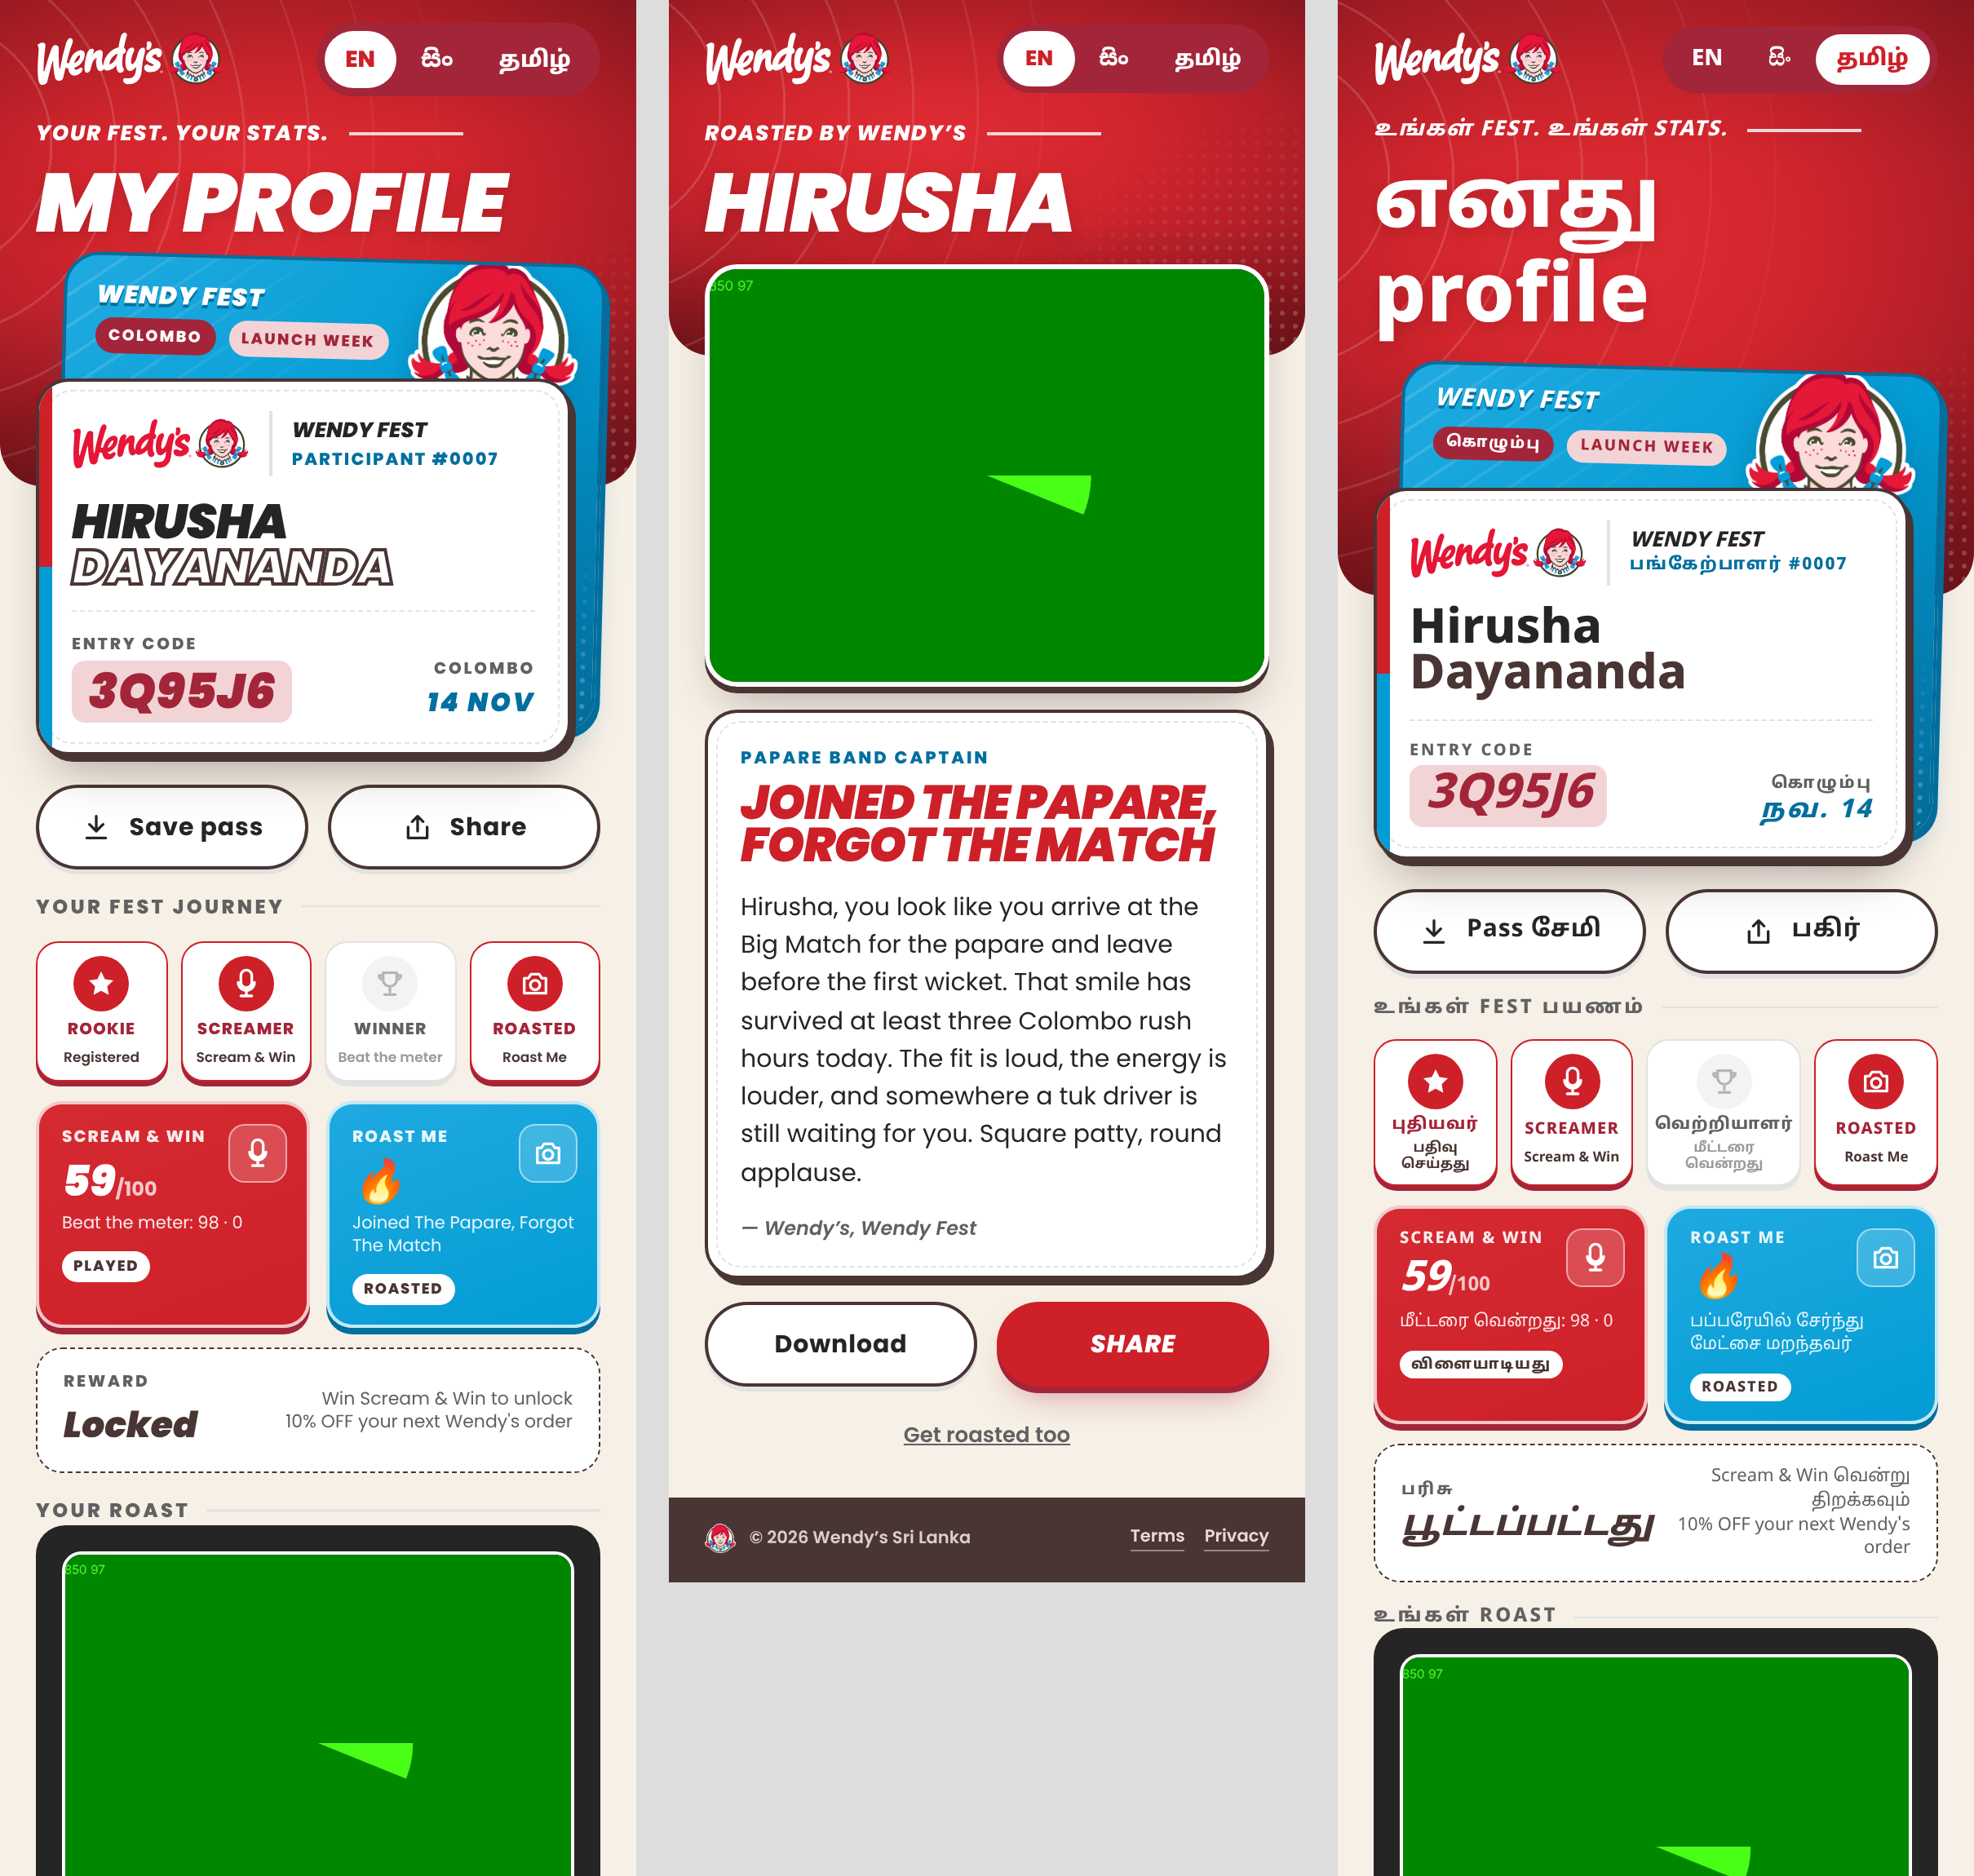 Wendy's
EN
සිං
தமிழ்
YOUR FEST. YOUR STATS.
MY PROFILE
WENDY FEST
COLOMBO
LAUNCH WEEK
Wendy's
WENDY FEST
PARTICIPANT #0007
HIRUSHA
DAYANANDA
ENTRY CODE
3Q95J6
COLOMBO
14 NOV
Save pass
Share
YOUR FEST JOURNEY
ROOKIE
Registered
SCREAMER
Scream & Win
WINNER
Beat the meter
ROASTED
Roast Me
SCREAM & WIN
59/100
Beat the meter: 98 · 0
PLAYED
ROAST ME
Joined The Papare, Forgot
The Match
ROASTED
REWARD
Locked
Win Scream & Win to unlock
10% OFF your next Wendy's order
YOUR ROAST
850 97
Wendy's
EN
සිං
தமிழ்
ROASTED BY WENDY’S
HIRUSHA
850 97
PAPARE BAND CAPTAIN
JOINED THE PAPARE,
FORGOT THE MATCH
Hirusha, you look like you arrive at the
Big Match for the papare and leave
before the first wicket. That smile has
survived at least three Colombo rush
hours today. The fit is loud, the energy is
louder, and somewhere a tuk driver is
still waiting for you. Square patty, round
applause.
— Wendy’s, Wendy Fest
Download
SHARE
Get roasted too
© 2026 Wendy’s Sri Lanka
Terms
Privacy
Wendy's
EN
සිං
தமிழ்
உங்கள் FEST. உங்கள் STATS.
எனது
profile
WENDY FEST
கொழும்பு
LAUNCH WEEK
Wendy's
WENDY FEST
பங்கேற்பாளர் #0007
Hirusha
Dayananda
ENTRY CODE
3Q95J6
கொழும்பு
நவ. 14
Pass சேமி
பகிர்
உங்கள் FEST பயணம்
புதியவர்
பதிவு
செய்தது
SCREAMER
Scream & Win
வெற்றியாளர்
மீட்டரை
வென்றது
ROASTED
Roast Me
SCREAM & WIN
59/100
மீட்டரை வென்றது: 98 · 0
விளையாடியது
ROAST ME
பப்பரேயில் சேர்ந்து
மேட்சை மறந்தவர்
ROASTED
பரிசு
பூட்டப்பட்டது
Scream & Win வென்று
திறக்கவும்
10% OFF your next Wendy's
order
உங்கள் ROAST
850 97